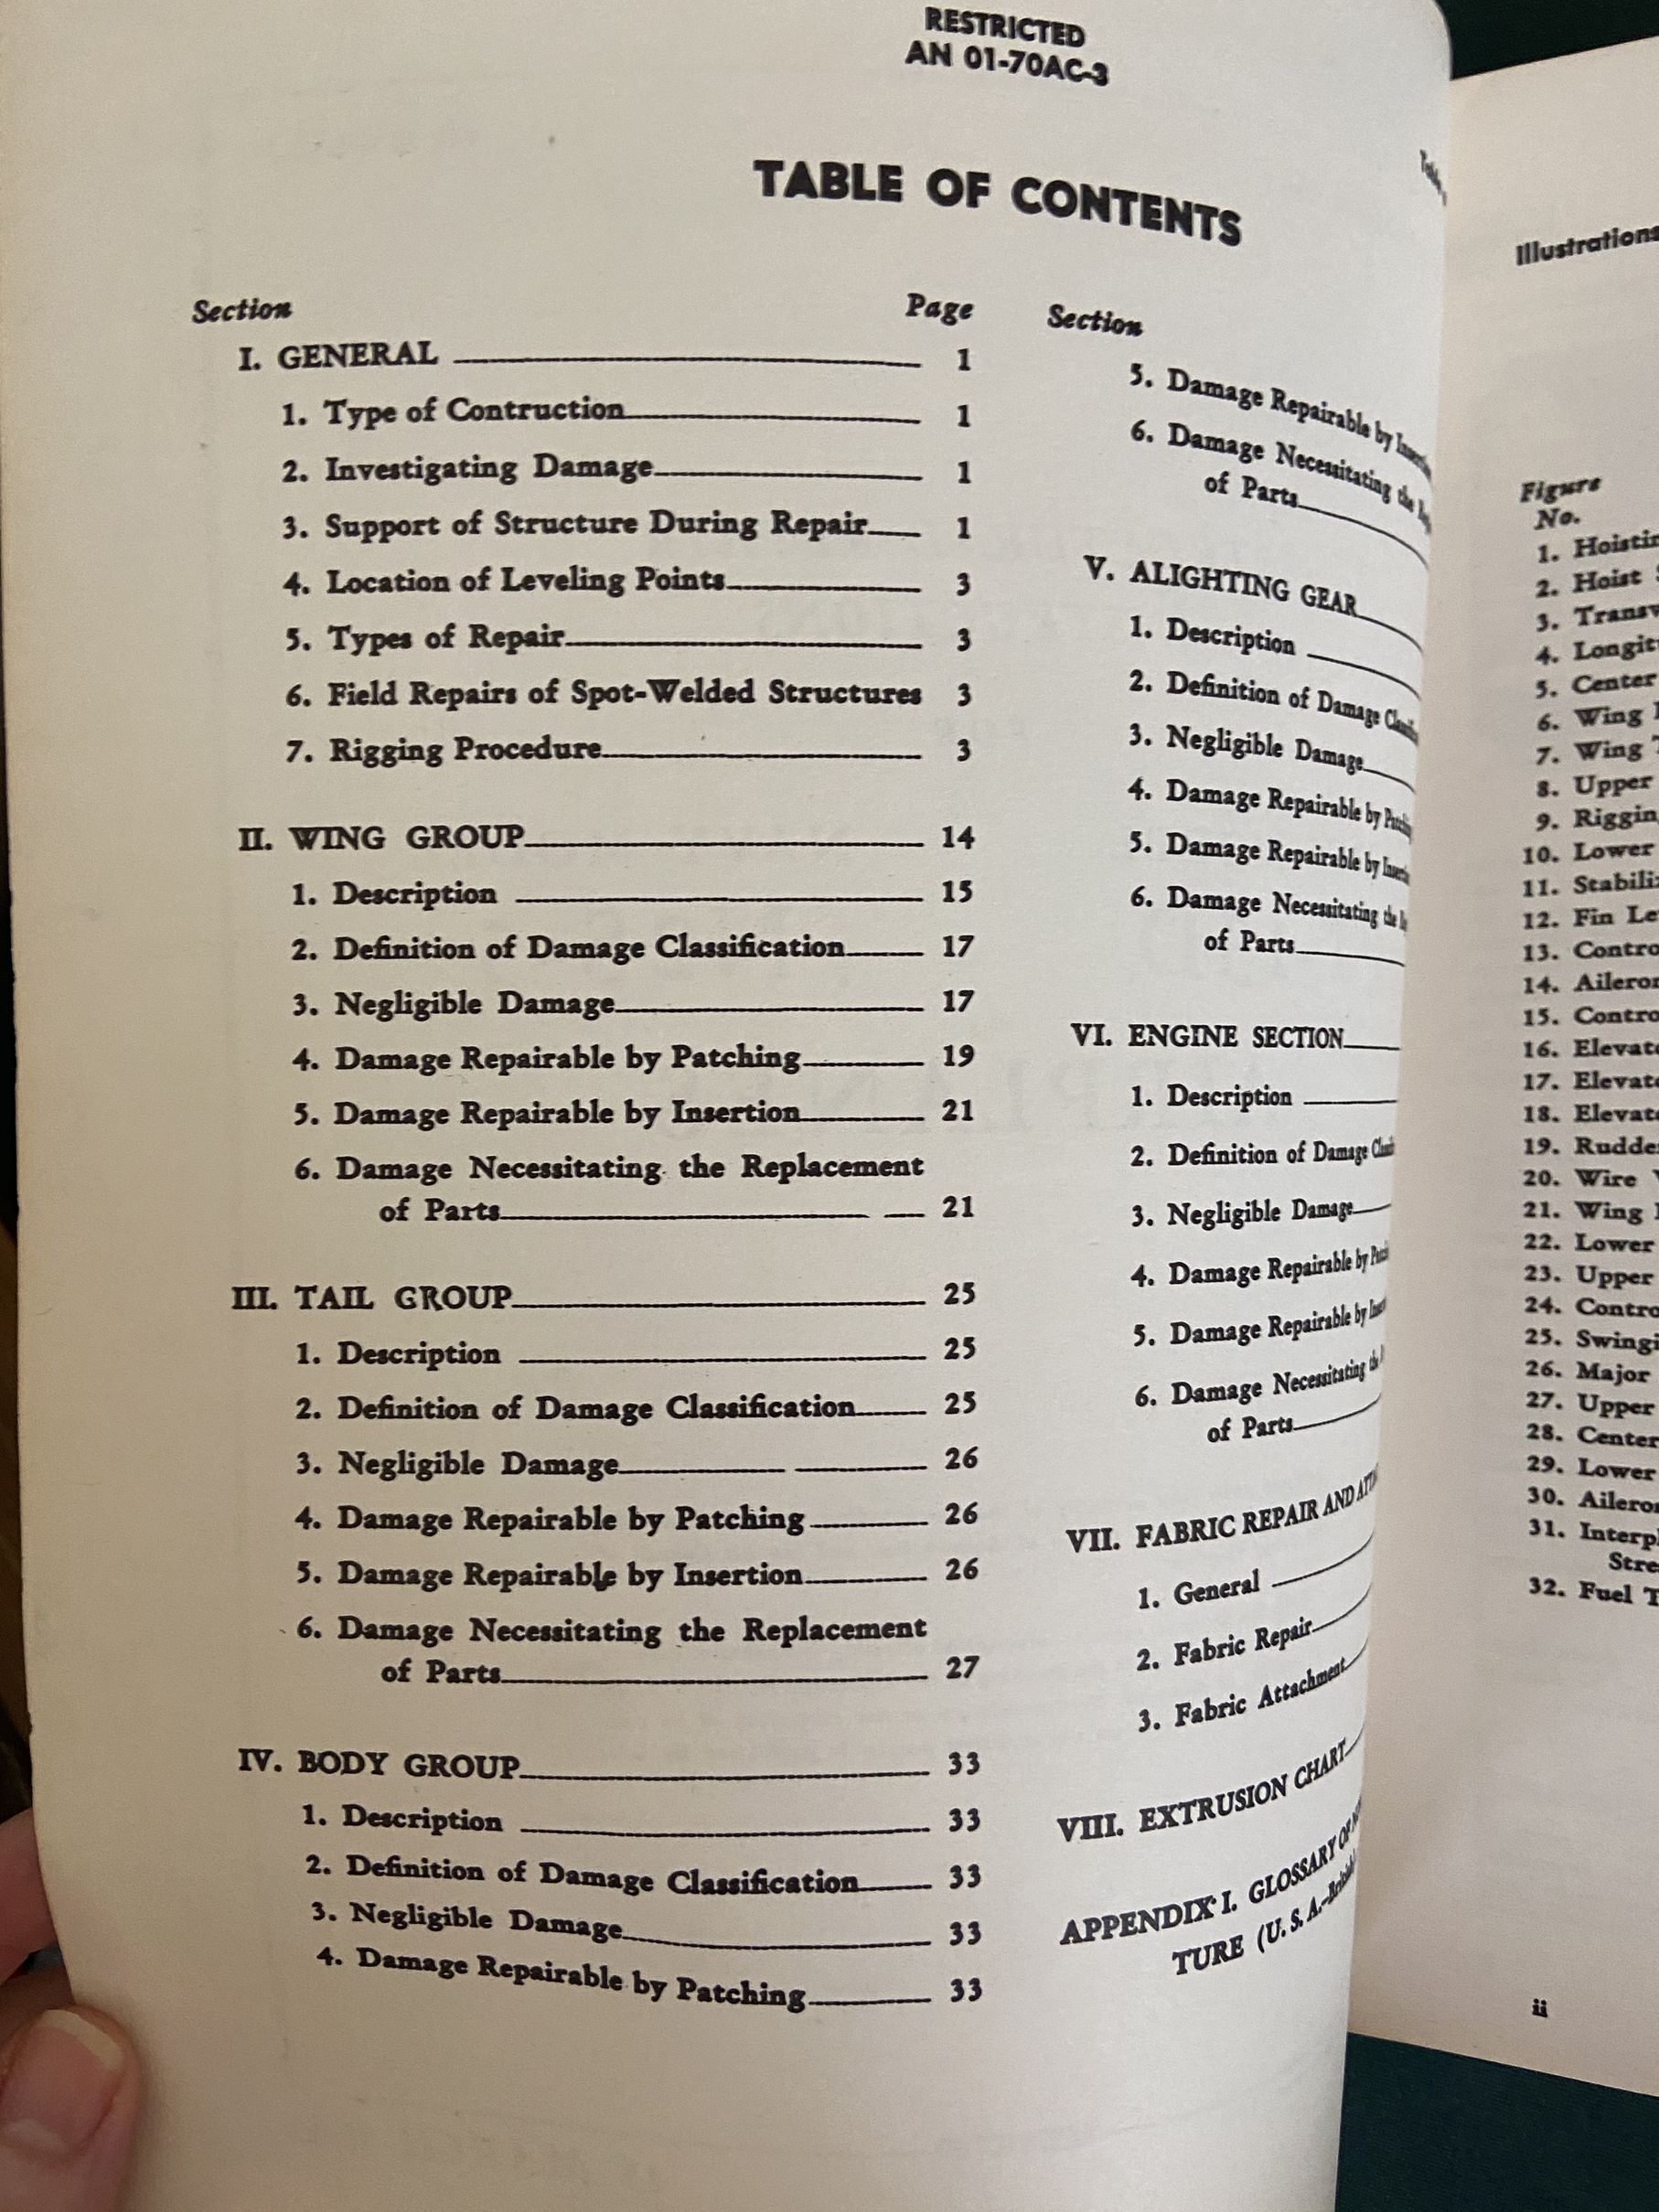 RESTRICTED
AN 01-70AC-3
TABLE OF CONTENTS
Section Page
I. GENERAL 1
1. Type of Contruction 1
2. Investigating Damage 1
3. Support of Structure During Repair 1
4. Location of Leveling Points 3
5. Types of Repair 3
6. Field Repairs of Spot-Welded Structures 3
7. Rigging Procedure 3
II. WING GROUP 14
1. Description 15
2. Definition of Damage Classification 17
3. Negligible Damage 17
4. Damage Repairable by Patching 19
5. Damage Repairable by Insertion 21
6. Damage Necessitating the Replacement
of Parts 21
III. TAIL GROUP 25
1. Description 25
2. Definition of Damage Classification 25
3. Negligible Damage 26
4. Damage Repairable by Patching 26
5. Damage Repairable by Insertion 26
6. Damage Necessitating the Replacement
of Parts 27
IV. BODY GROUP 33
1. Description 33
2. Definition of Damage Classification 33
3. Negligible Damage 33
4. Damage Repairable by Patching 33
Section
5. Damage Repairable by
6. Damage Necessitating the
of Parts
V. ALIGHTING GEAR
1. Description
2. Definition of Damage
3. Negligible Damage
4. Damage Repairable by
5. Damage Repairable by
6. Damage Necessitating the
of Parts
VI. ENGINE SECTION
1. Description
2. Definition of Damage
3. Negligible Damage
4. Damage Repairable by
5. Damage Repairable by
6. Damage Necessitating the
of Parts
VII. FABRIC REPAIR AND
1. General
2. Fabric Repair
3. Fabric Attachment
VIII. EXTRUSION CHART
APPENDIX I. GLOSSARY OF
TURE (U. S. A.-
Illustrations
Figure
No.
1.
2. Hoist
3.
4.
5. Center
6. Wing
7. Wing
8. Upper
9.
10. Lower
11.
12. Fin
13.
14.
15.
16.
17.
18.
19.
20. Wire
21. Wing
22. Lower
23. Upper
24.
25.
26. Major
27. Upper
28. Center
29. Lower
30.
31.
32. Fuel
ii